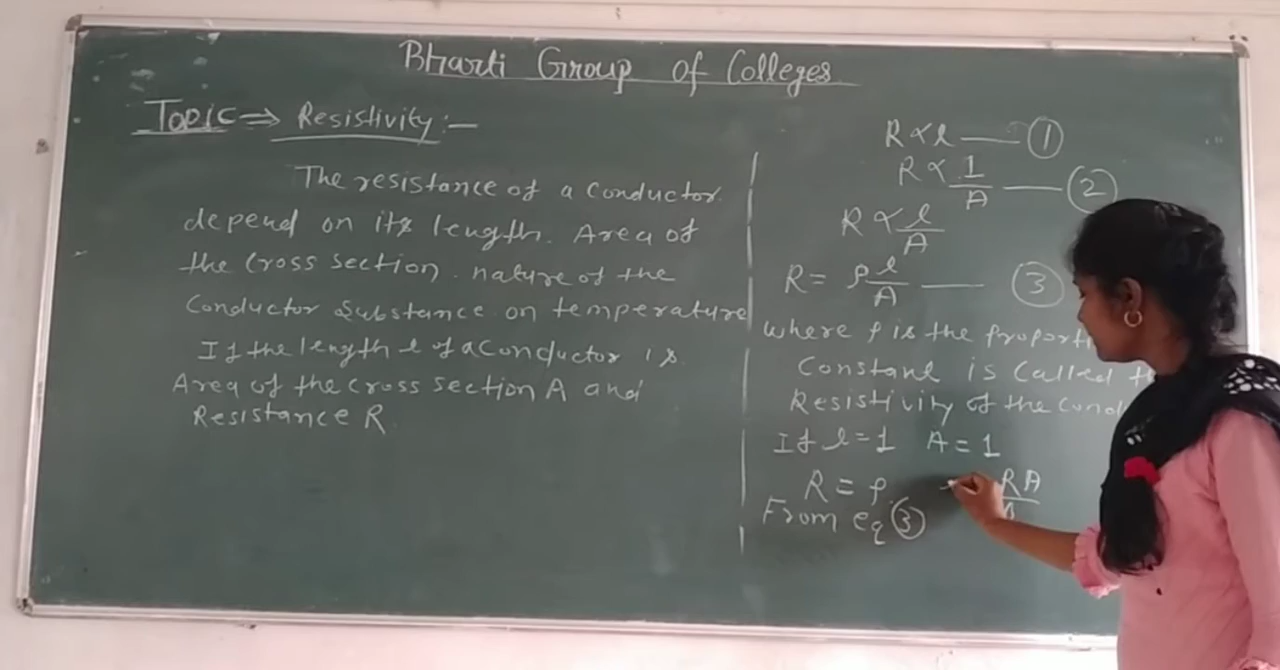 Bharti Group of Colleges
Topic ⇒ Resistivity :-
The resistance of a conductor
depend on its length. Area of
the cross section. nature of the
Conductor substance on temperature
If the length l of a conductor is
Area of the cross section A and
Resistance R.
R ∝ l —— ①
R ∝ 1/A —— ②
R ∝ l/A
R = ρ l/A —— ③
where ρ is the
Constant is called
Resistivity of the
If l = 1 A = 1
R = ρ
RA
From eq ③